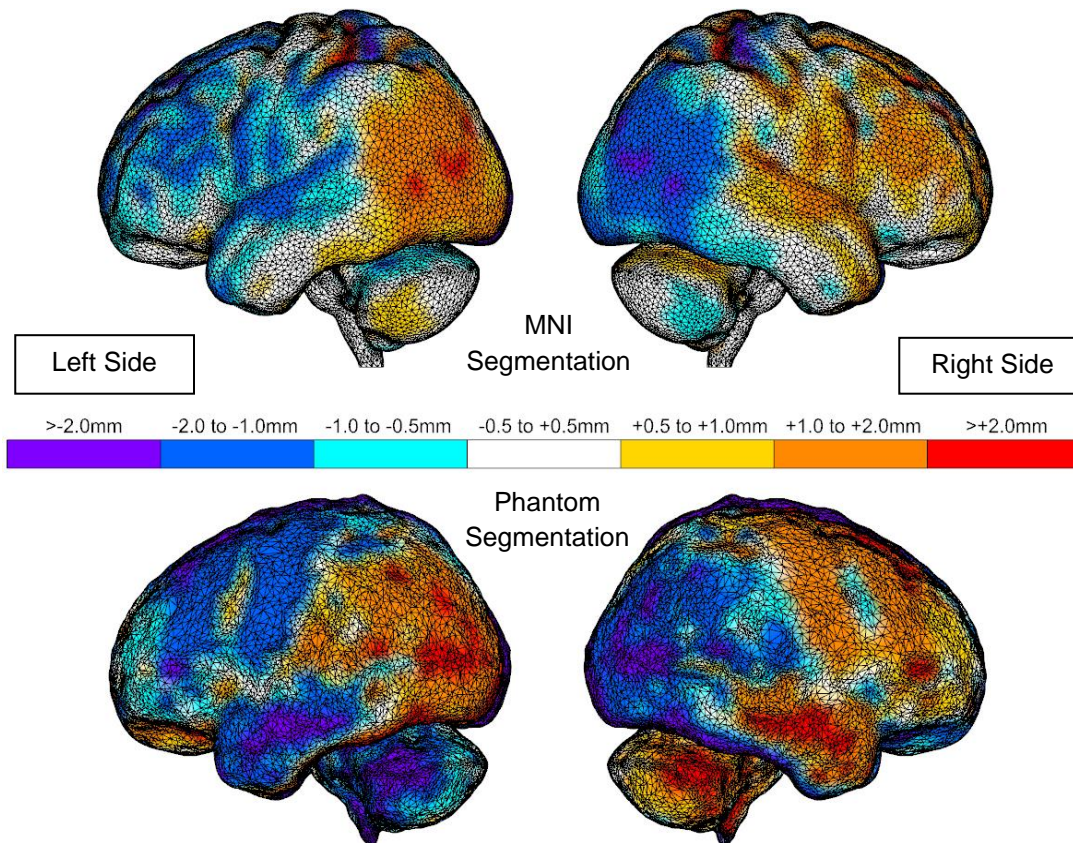 MNI
Segmentation
Left Side
Right Side
>-2.0mm -2.0 to -1.0mm -1.0 to -0.5mm -0.5 to +0.5mm +0.5 to +1.0mm +1.0 to +2.0mm >+2.0mm
Phantom
Segmentation